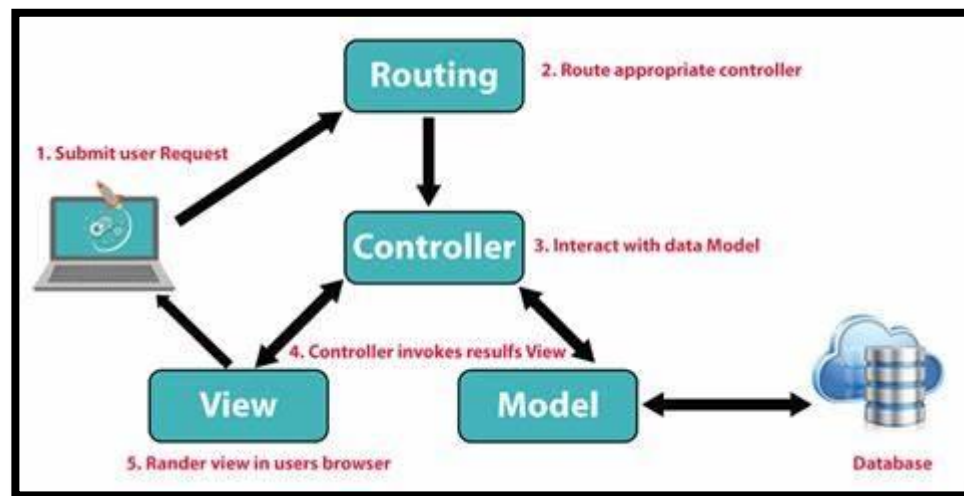 Routing
2. Route appropriate controller
1. Submit user Request
Controller
3. Interact with data Model
4. Controller invokes resulfs View
View
Model
5. Rander view in users browser
Database